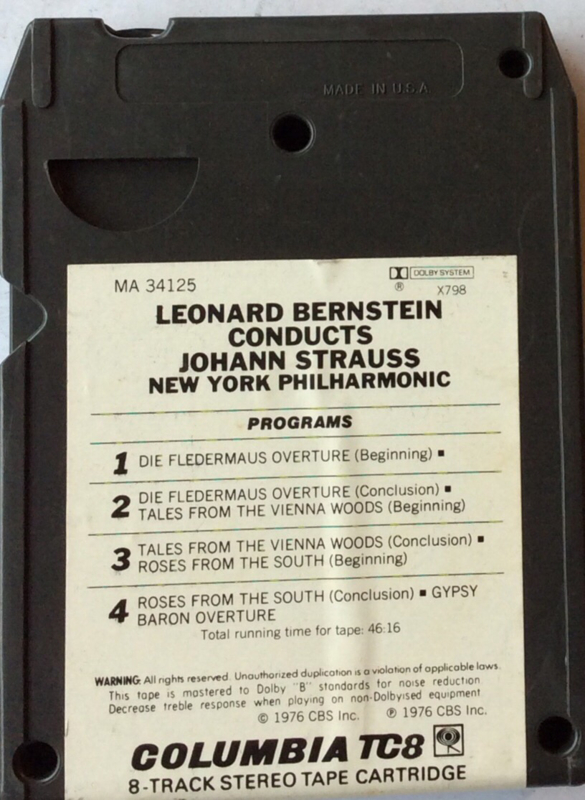 MADE IN U.S.A.
MA 34125
DOLBY SYSTEM
® X798
LEONARD BERNSTEIN
CONDUCTS
JOHANN STRAUSS
NEW YORK PHILHARMONIC
PROGRAMS
1 DIE FLEDERMAUS OVERTURE (Beginning) ■
2 DIE FLEDERMAUS OVERTURE (Conclusion) ■
TALES FROM THE VIENNA WOODS (Beginning)
3 TALES FROM THE VIENNA WOODS (Conclusion) ■
ROSES FROM THE SOUTH (Beginning)
4 ROSES FROM THE SOUTH (Conclusion) ■ GYPSY
BARON OVERTURE
Total running time for tape: 46:16
WARNING: All rights reserved. Unauthorized duplication is a violation of applicable laws.
This tape is mastered to Dolby "B" standards for noise reduction
Decrease treble response when playing on non-Dolbyised equipment
© 1976 CBS Inc. ℗ 1976 CBS Inc.
COLUMBIA TC8
8-TRACK STEREO TAPE CARTRIDGE